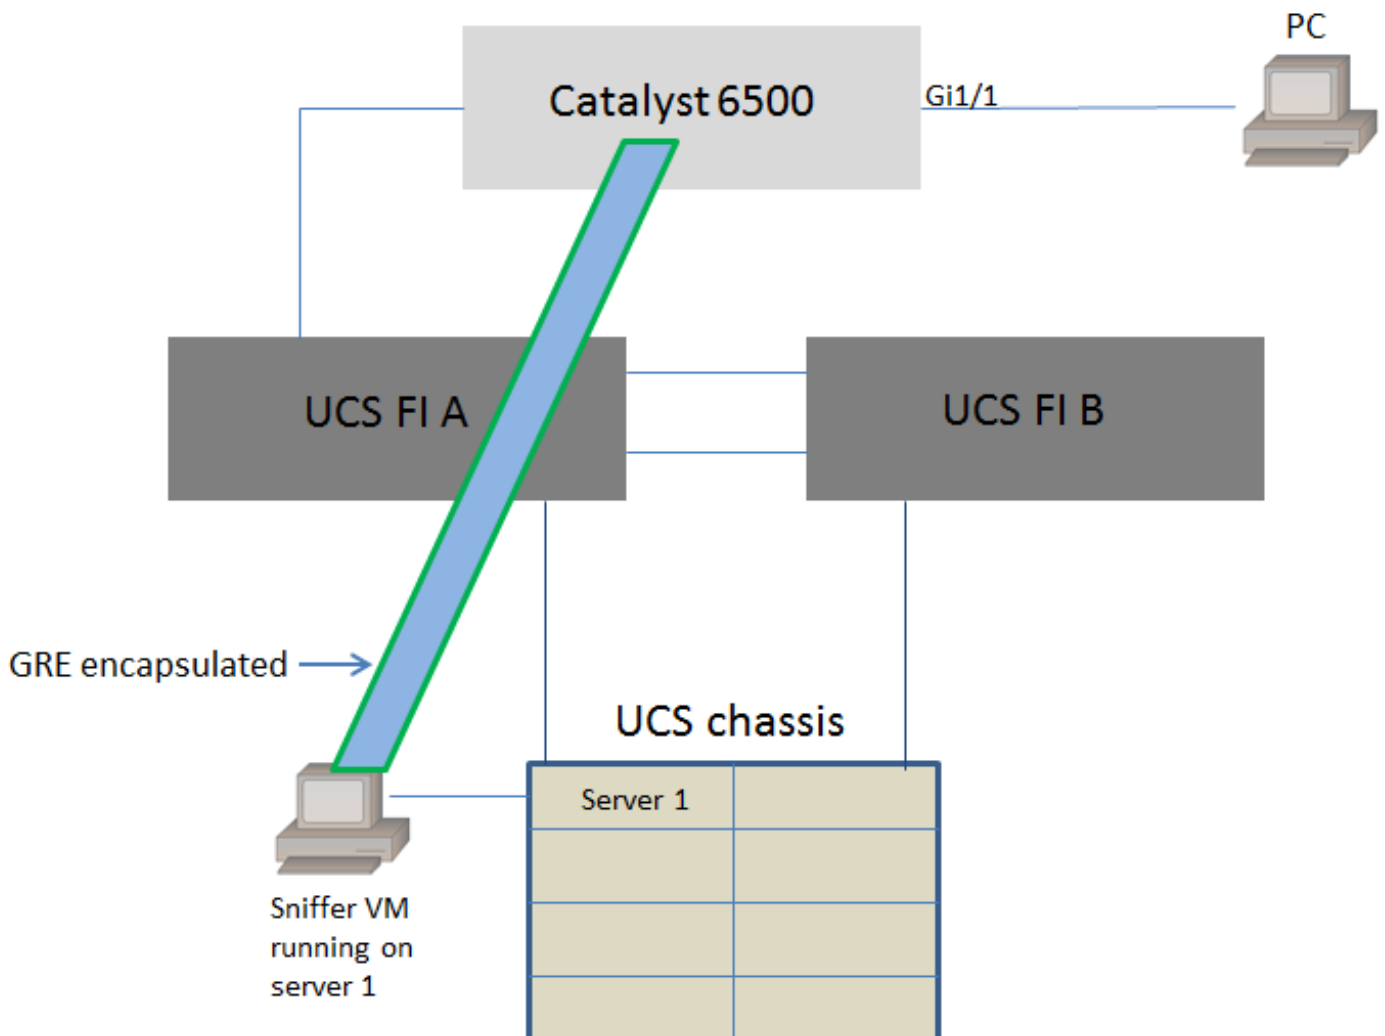 PC
Catalyst 6500
Gi1/1
UCS FI A
UCS FI B
GRE encapsulated
UCS chassis
Server 1
Sniffer VM
running on
server 1